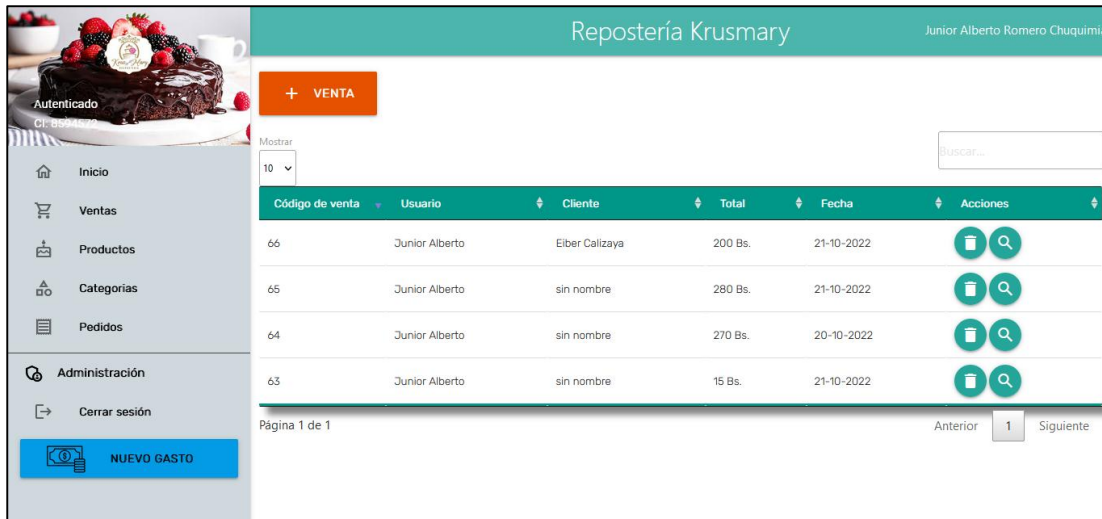 Repostería Krusmary
Junior Alberto Romero Chuquimia
Autenticado
CI: 8594572
Inicio
Ventas
Productos
Categorias
Pedidos
Administración
Cerrar sesión
NUEVO GASTO
+ VENTA
Mostrar
10
Buscar...
Código de venta Usuario Cliente Total Fecha Acciones
66 Junior Alberto Eiber Calizaya 200 Bs. 21-10-2022
65 Junior Alberto sin nombre 280 Bs. 21-10-2022
64 Junior Alberto sin nombre 270 Bs. 20-10-2022
63 Junior Alberto sin nombre 15 Bs. 21-10-2022
Página 1 de 1
Anterior 1 Siguiente